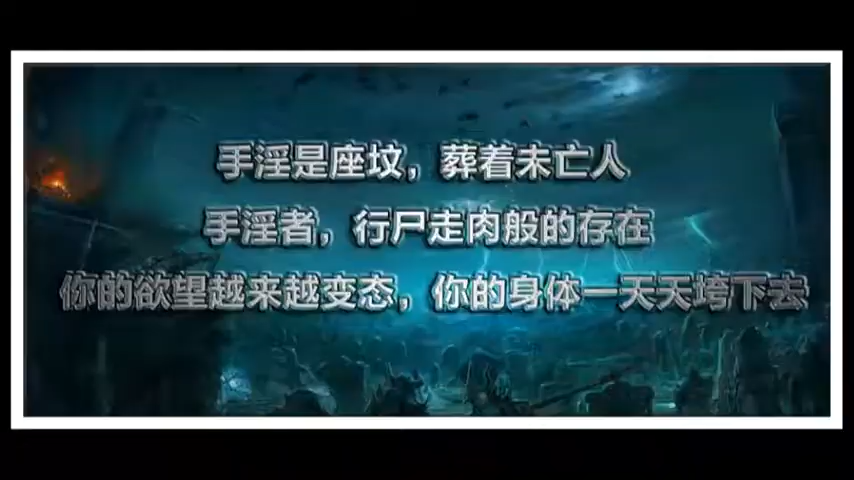 手淫是座坟，葬着未亡人
手淫者，行尸走肉般的存在
你的欲望越来越变态，你的身体一天天垮下去